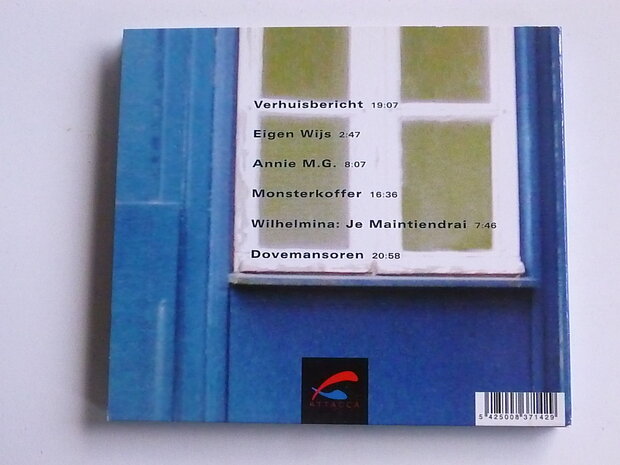 Verhuisbericht 19:07
Eigen Wijs 2:47
Annie M.G. 8:07
Monsterkoffer 16:36
Wilhelmina: Je Maintiendrai 7:46
Dovemansoren 20:58
ATTACCA
5 425008 371429